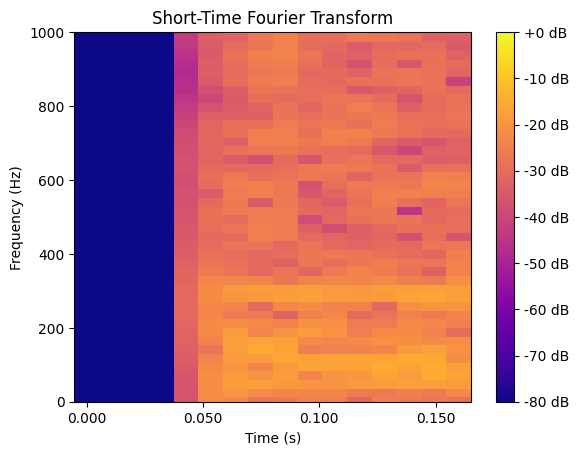 Short-Time Fourier Transform
1000
800
600
400
200
0
Frequency (Hz)
0.000
0.050
0.100
0.150
Time (s)
+0 dB
-10 dB
-20 dB
-30 dB
-40 dB
-50 dB
-60 dB
-70 dB
-80 dB